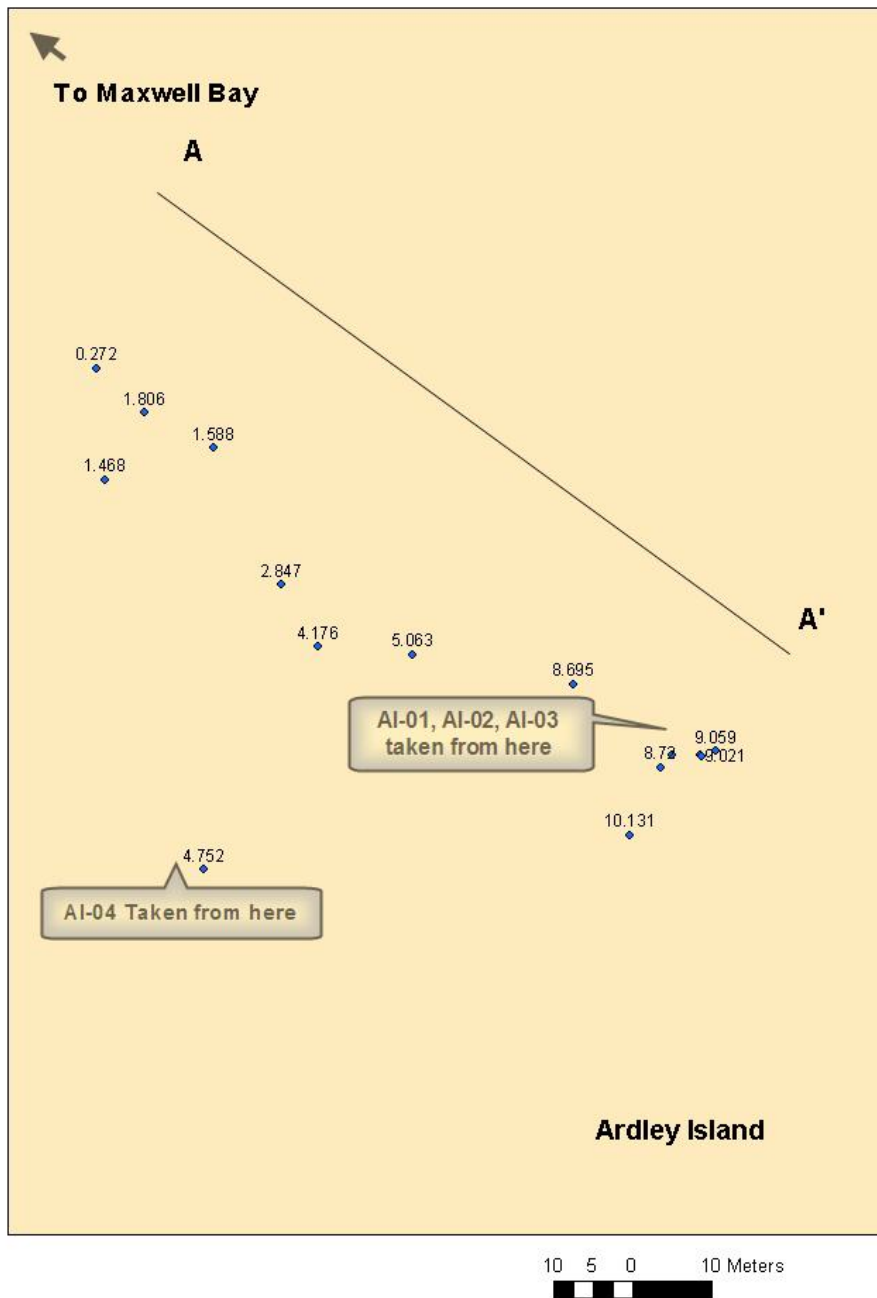 To Maxwell Bay
A
0.272
1.806
1.588
1.468
2.847
4.176
5.063
A'
8.695
AI-01, AI-02, AI-03
taken from here
9.059
8.72
9.021
10.131
4.752
AI-04 Taken from here
Ardley Island
10 5 0 10 Meters